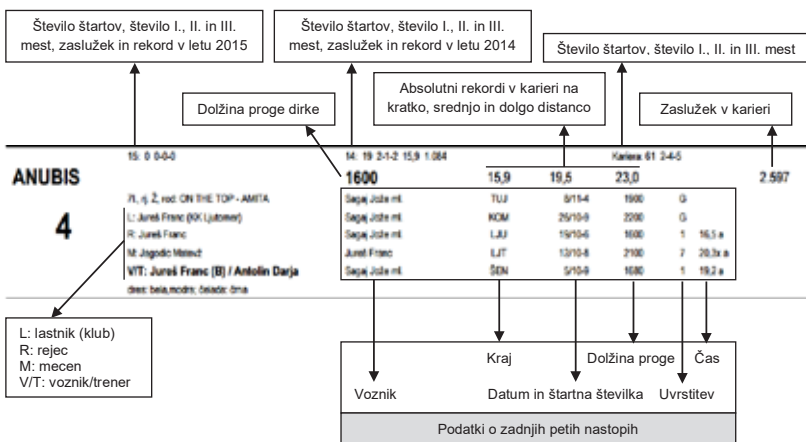 Število štartov, število I., II. in III.
mest, zaslužek in rekord v letu 2015
Število štartov, število I., II. in III.
mest, zaslužek in rekord v letu 2014
Število štartov, število I., II. in III. mest
Dolžina proge dirke
Absolutni rekordi v karieri na
kratko, srednjo in dolgo distanco
Zaslužek v karieri
15: 0 0-0-0
14: 19 2-1-2 15,9 1.084
Kariera: 61 2-4-5
ANUBIS
1600 15,9 19,5 23,0 2.597
4
7l., rj. Ž, rod: ON THE TOP - AMITA
L: Jureš Franc (KK Ljutomer)
R: Jureš Franc
M: Jagodic Matevž
V/T: Jureš Franc [B] / Antolin Darja
dres: bela,modra; čelada: črna
Sagaj Jože ml. TUJ 8/11-4 1900 G
Sagaj Jože ml. KOM 26/10-9 2200 G
Sagaj Jože ml. LJU 19/10-6 1600 1 16,5 a
Jureš Franc LJT 13/10-8 2100 7 20,3x a
Sagaj Jože ml. ŠEN 5/10-9 1680 1 19,2 a
L: lastnik (klub)
R: rejec
M: mecen
V/T: voznik/trener
Kraj Dolžina proge Čas
Voznik Datum in štartna številka Uvrstitev
Podatki o zadnjih petih nastopih